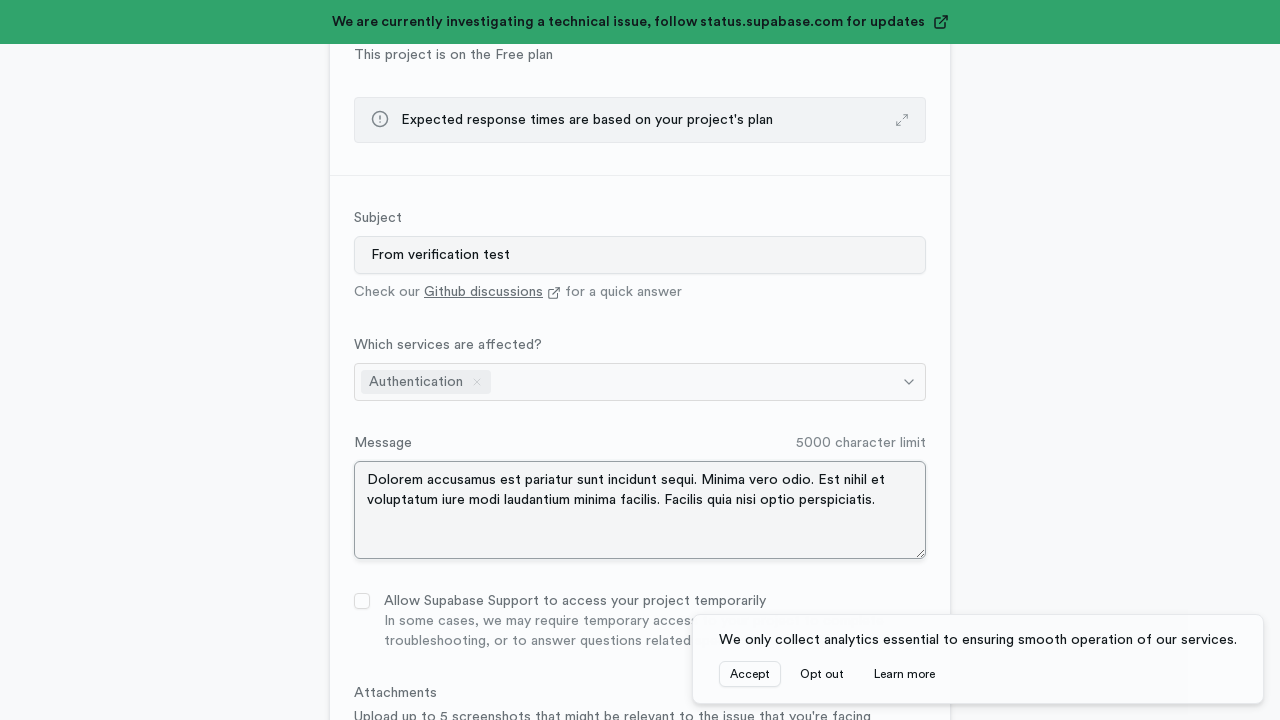 We are currently investigating a technical issue, follow status.supabase.com for updates
This project is on the Free plan
Expected response times are based on your project's plan
Subject
From verification test
Check our Github discussions for a quick answer
Which services are affected?
Authentication
Message
5000 character limit
Dolorem accusamus est pariatur sunt incidunt sequi. Minima vero odio. Est nihil et
voluptatum iure modi laudantium minima facilis. Facilis quia nisi optio perspiciatis.
Allow Supabase Support to access your project temporarily
In some cases, we may require temporary acces
troubleshooting, or to answer questions related
We only collect analytics essential to ensuring smooth operation of our services.
Accept
Opt out
Learn more
Attachments
Upload up to 5 screenshots that might be relevant to the issue that you're facing